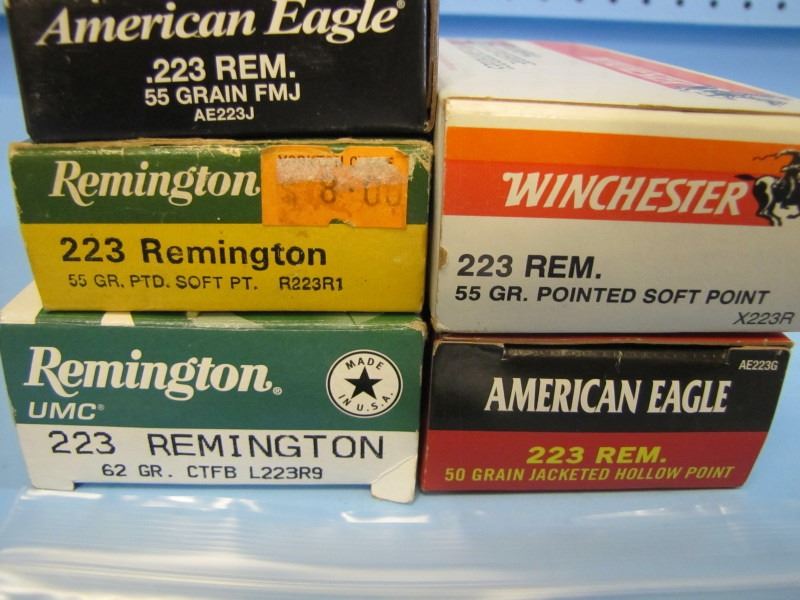 American Eagle®
.223 REM.
55 GRAIN FMJ
AE223J
Remington
$8.00
223 Remington
55 GR. PTD. SOFT PT. R223R1
Remington®
UMC®
MADE IN U.S.A.
223 REMINGTON
62 GR. CTFB L223R9
WINCHESTER
223 REM.
55 GR. POINTED SOFT POINT
X223R
AE223G
AMERICAN EAGLE
223 REM.
50 GRAIN JACKETED HOLLOW POINT